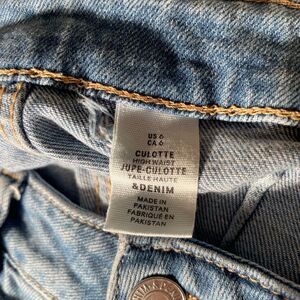 US 6
CA 6
CULOTTE
HIGH WAIST
JUPE-CULOTTE
TAILLE HAUTE
&DENIM
MADE IN
PAKISTAN
FABRIQUÉ EN
PAKISTAN